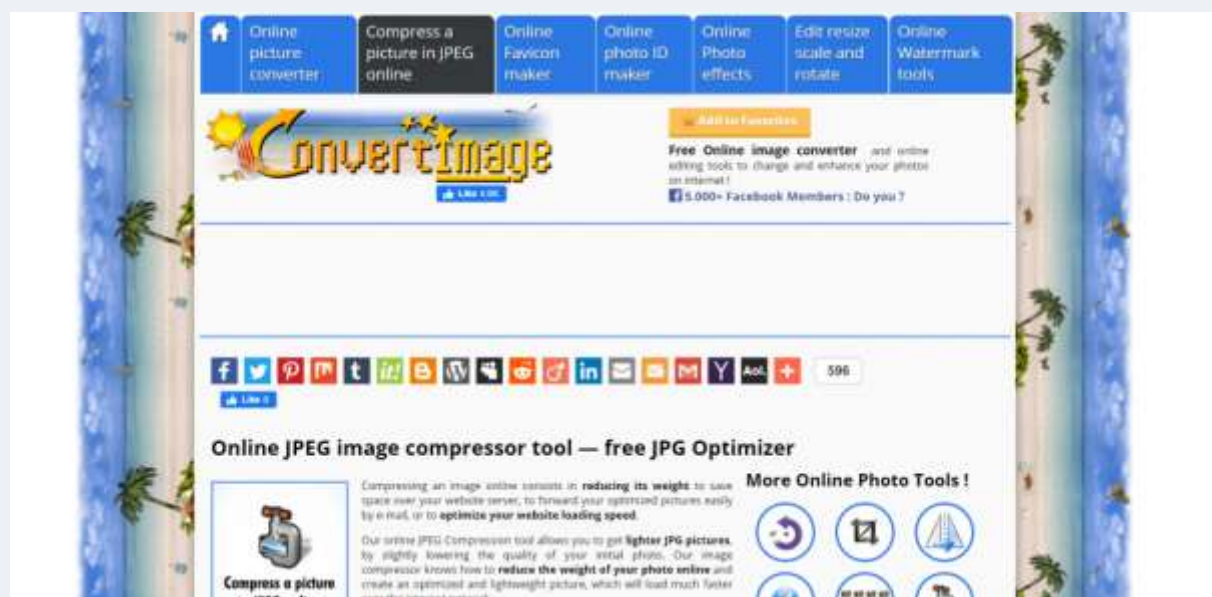 Online
picture
converter
Compress a
picture in JPEG
online
Online
Favicon
maker
Online
photo ID
maker
Online
Photo
effects
Edit resize
scale and
rotate
Online
Watermark
tools
ConvertImage
Like
Add to Favorites
Free Online image converter and online
editing tools to change and enhance your photos
on internet !
5.000+ Facebook Members : Do you ?
f
P
t
it!
B
in
M
Y
Aol.
+
596
Like 0
Online JPEG image compressor tool — free JPG Optimizer
Compress a picture
Compressing an image online consists in reducing its weight to save
space over your website server, to forward your optimized pictures easily
by e-mail, or to optimize your website loading speed.
Our online JPEG Compression tool allows you to get lighter JPG pictures,
by slightly lowering the quality of your initial photo. Our image
compressor knows how to reduce the weight of your photo online and
create an optimized and lightweight picture, which will load much faster
More Online Photo Tools !